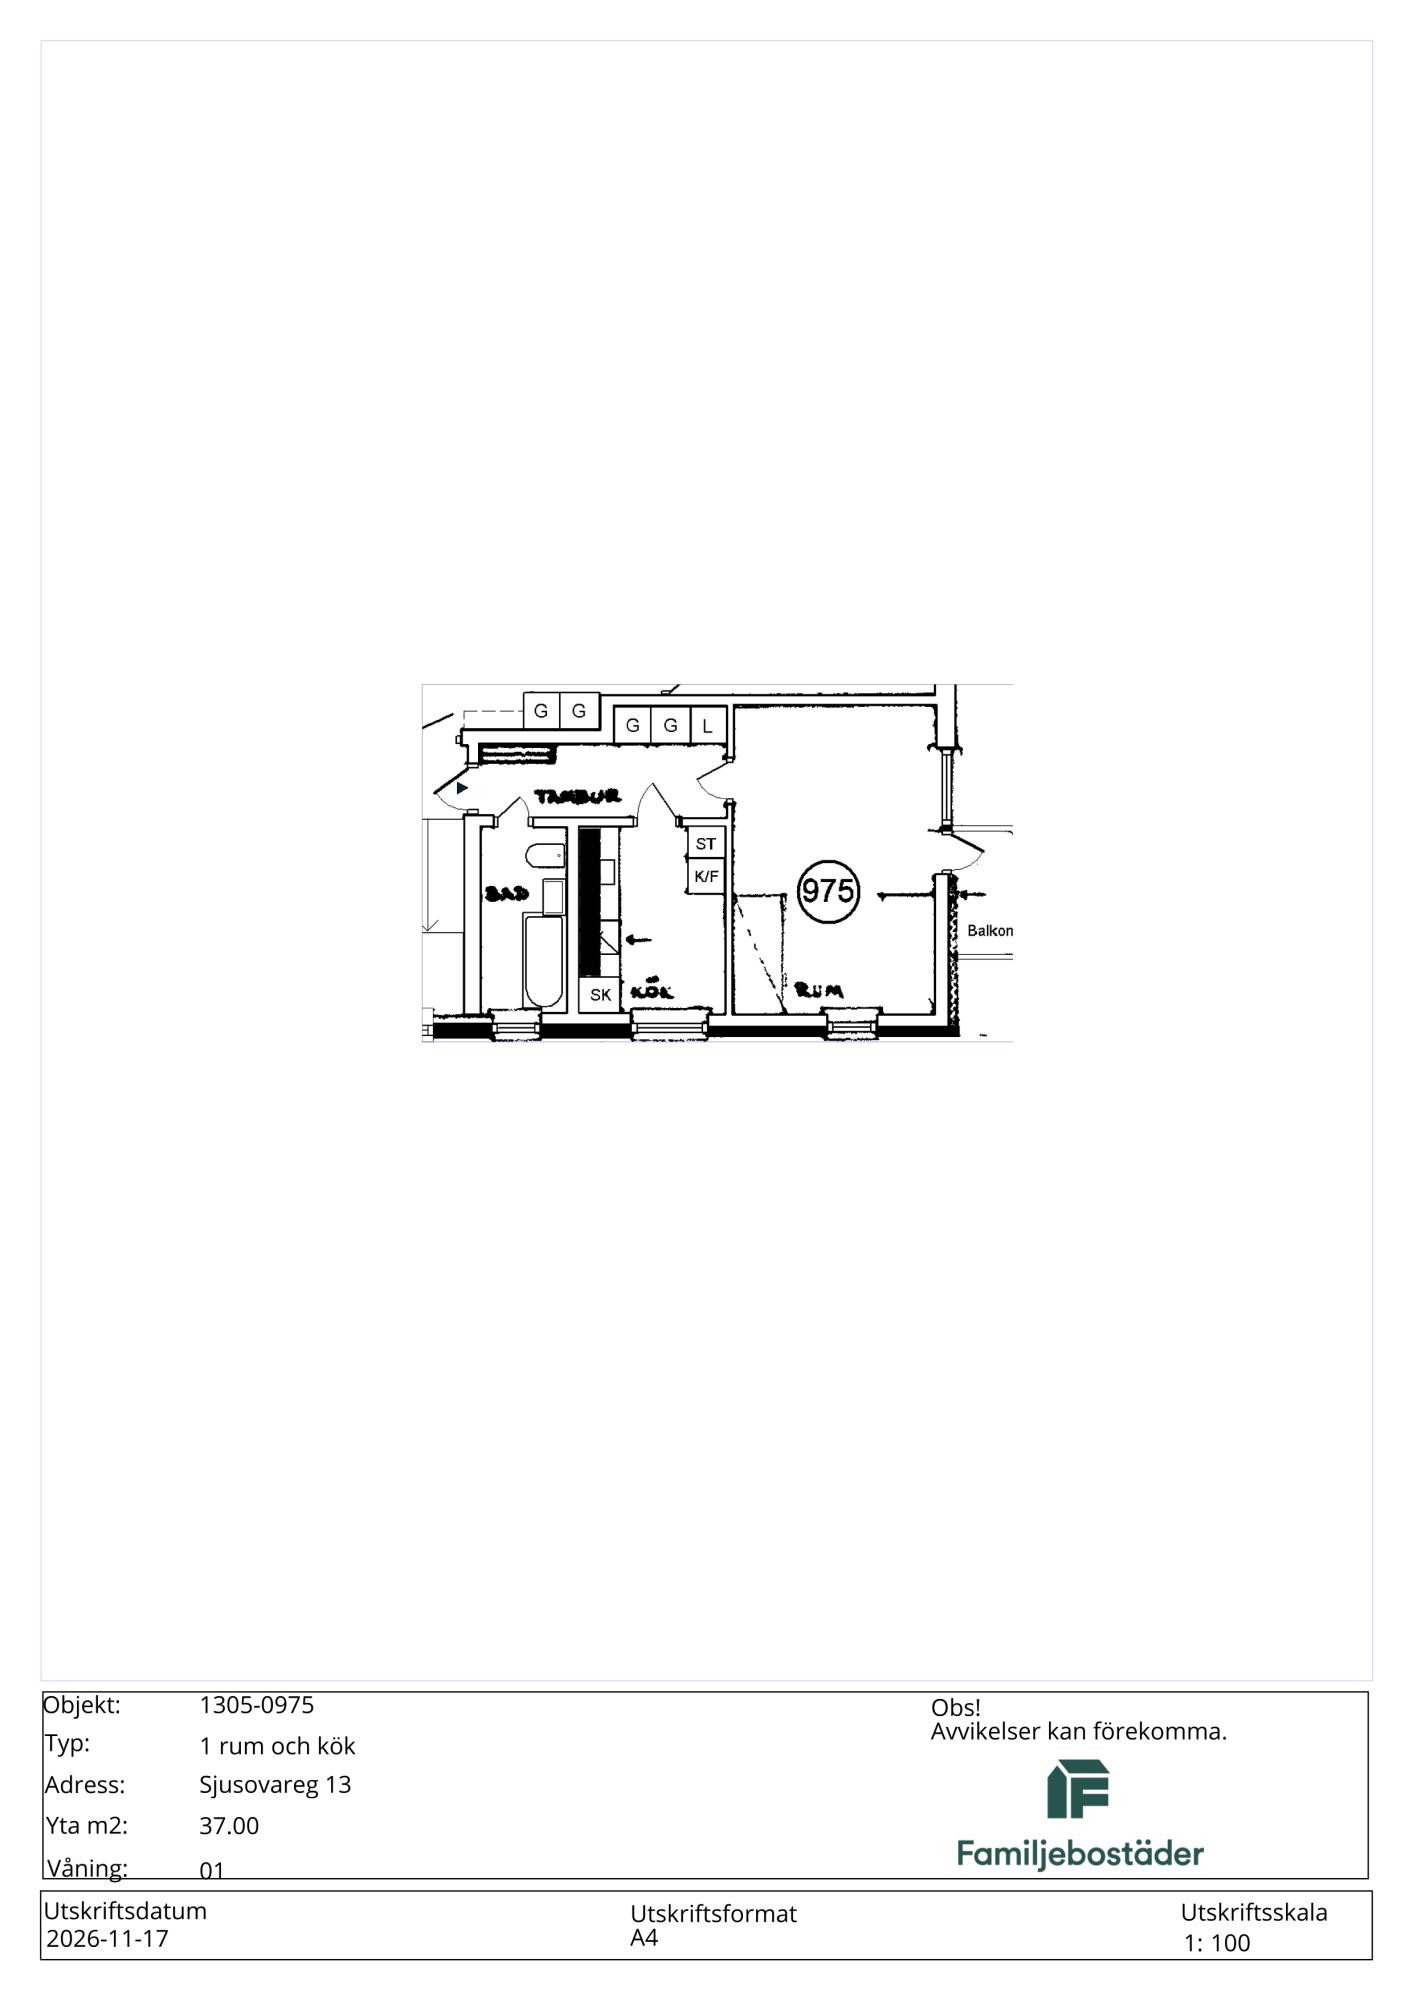 G G
G G L
TAMBUR
ST
K/F
BAD
975
Balkon
SK
KÖK
RUM
Objekt: 1305-0975
Typ: 1 rum och kök
Adress: Sjusovareg 13
Yta m2: 37.00
Våning: 01
Obs!
Avvikelser kan förekomma.
Familjebostäder
Utskriftsdatum
2026-11-17
Utskriftsformat
A4
Utskriftsskala
1: 100